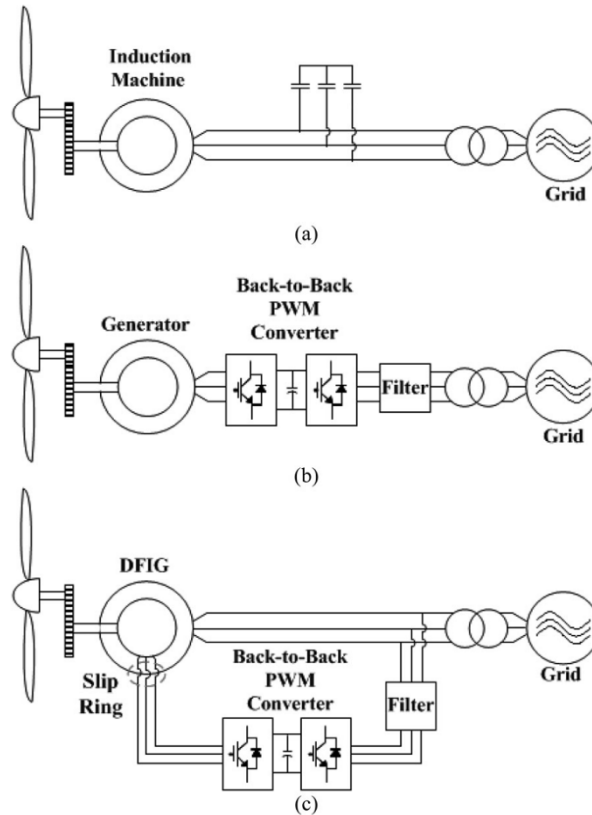 Induction
Machine
Grid
(a)
Back-to-Back
PWM
Converter
Generator
Filter
Grid
(b)
DFIG
Slip
Ring
Back-to-Back
PWM
Converter
Filter
Grid
(c)